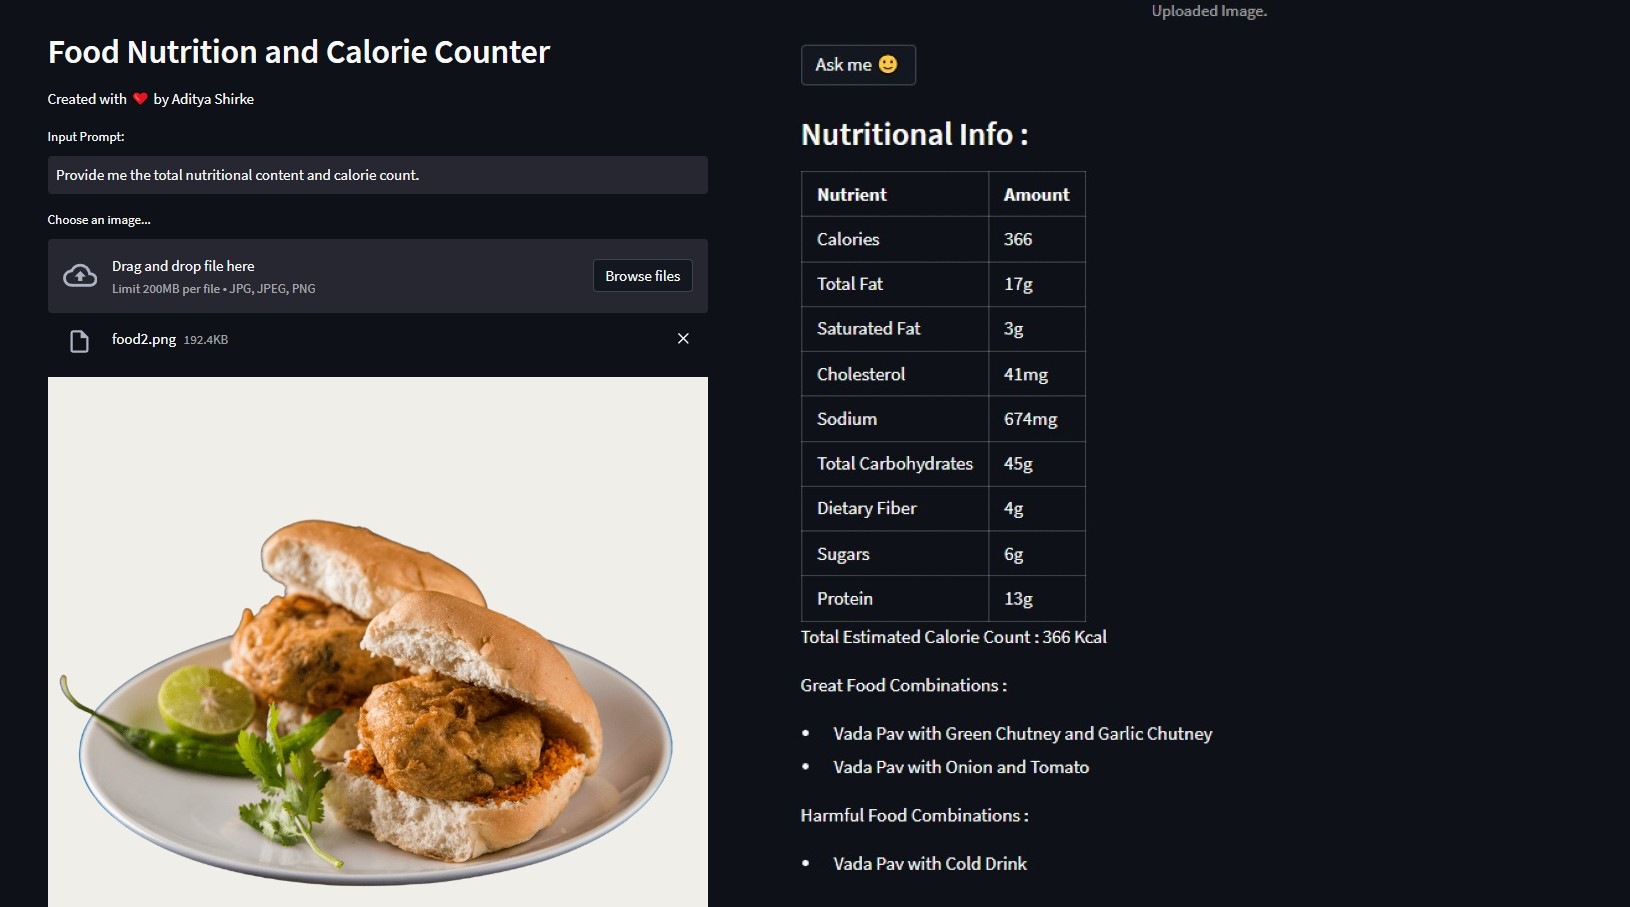 Food Nutrition and Calorie Counter
Created with ❤️ by Aditya Shirke
Input Prompt:
Provide me the total nutritional content and calorie count.
Choose an image...
Drag and drop file here
Limit 200MB per file • JPG, JPEG, PNG
Browse files
food2.png 192.4KB
Uploaded Image.
Ask me 🙂
Nutritional Info :
Nutrient Amount
Calories 366
Total Fat 17g
Saturated Fat 3g
Cholesterol 41mg
Sodium 674mg
Total Carbohydrates 45g
Dietary Fiber 4g
Sugars 6g
Protein 13g
Total Estimated Calorie Count : 366 Kcal
Great Food Combinations :
• Vada Pav with Green Chutney and Garlic Chutney
• Vada Pav with Onion and Tomato
Harmful Food Combinations :
• Vada Pav with Cold Drink